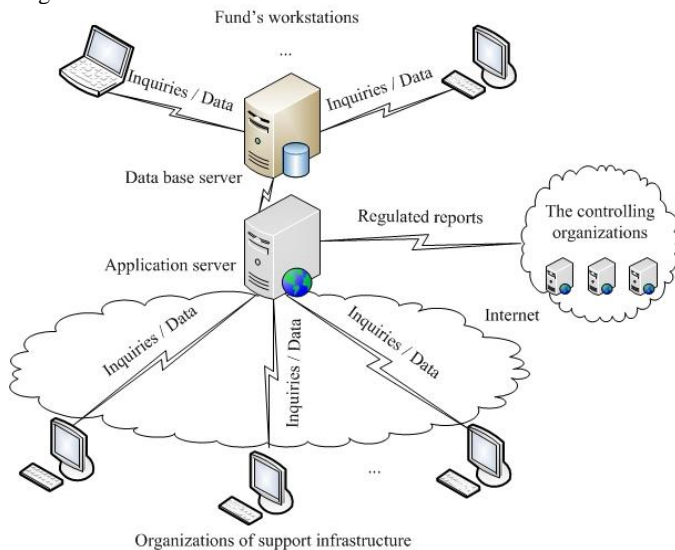 Fund's workstations
...
Inquiries / Data
Inquiries / Data
Data base server
Regulated reports
The controlling
organizations
Application server
Internet
Inquiries / Data
Inquiries / Data
Inquiries / Data
...
Organizations of support infrastructure